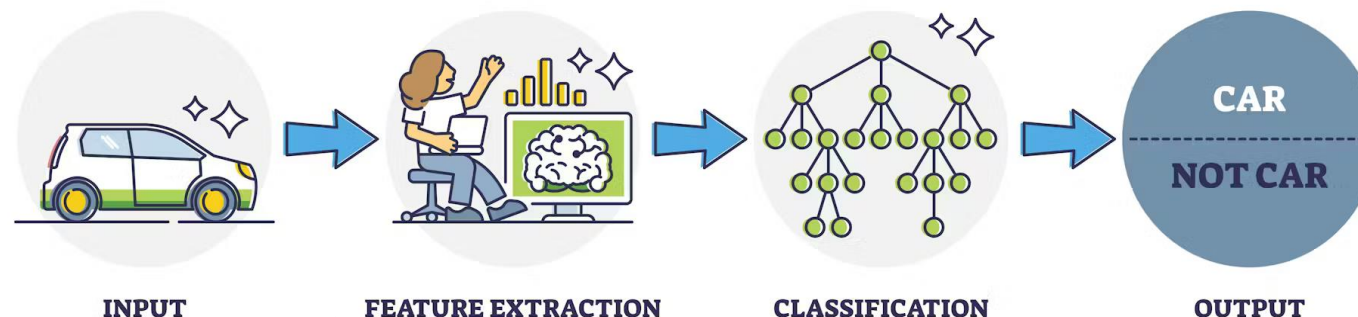 CAR
NOT CAR
INPUT
FEATURE EXTRACTION
CLASSIFICATION
OUTPUT